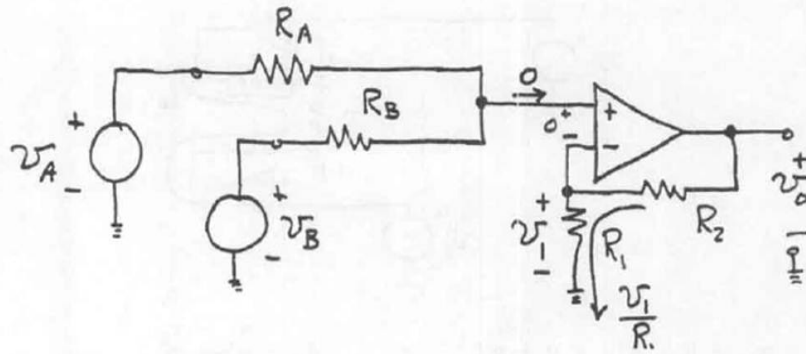 R_A
0
R_B
+
v_A
-
+
v_B
-
0 + -
+
-
+
v_1
-
R_1
R_2
v_1
R_1
+
v_o
-